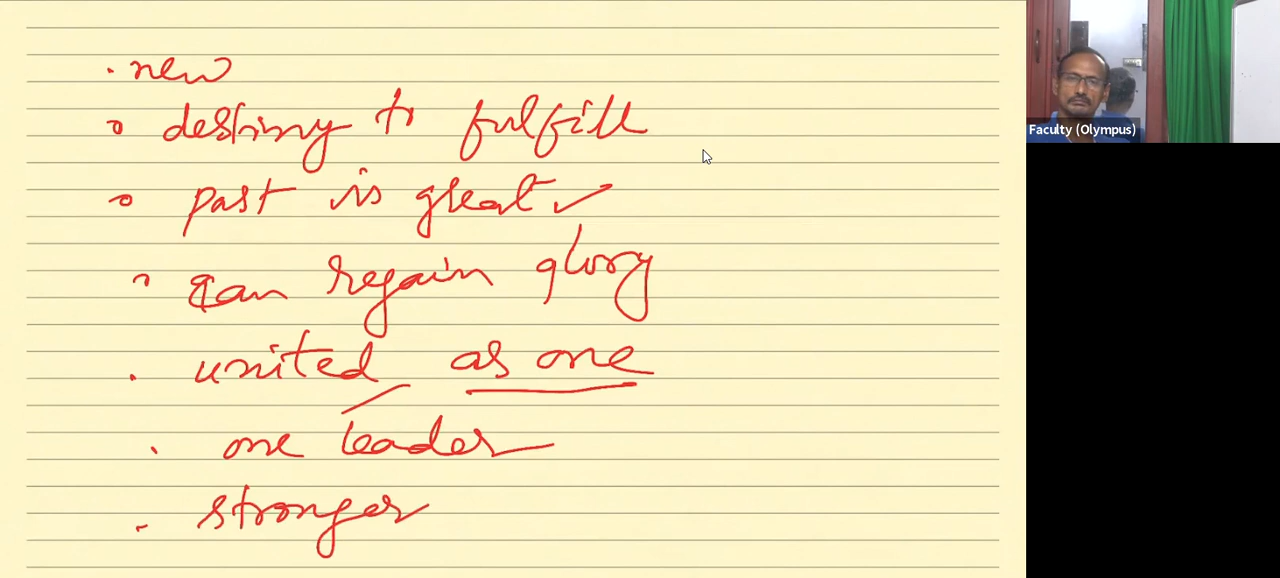 · new
∘ destiny to fulfill
∘ past is great ✓
∘ can regain glory
· united as one
· one leader
· stronger
Faculty (Olympus)